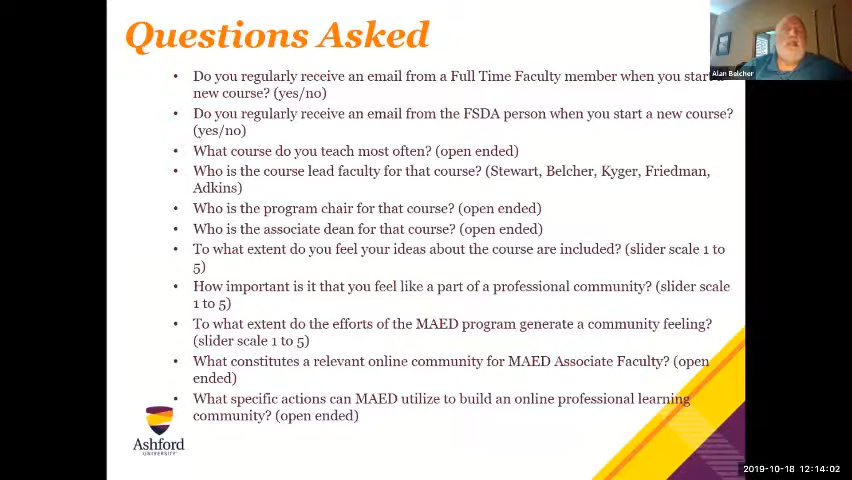 Questions Asked
Alan Belcher
• Do you regularly receive an email from a Full Time Faculty member when you start a
new course? (yes/no)
• Do you regularly receive an email from the FSDA person when you start a new course?
(yes/no)
• What course do you teach most often? (open ended)
• Who is the course lead faculty for that course? (Stewart, Belcher, Kyger, Friedman,
Adkins)
• Who is the program chair for that course? (open ended)
• Who is the associate dean for that course? (open ended)
• To what extent do you feel your ideas about the course are included? (slider scale 1 to
5)
• How important is it that you feel like a part of a professional community? (slider scale
1 to 5)
• To what extent do the efforts of the MAED program generate a community feeling?
(slider scale 1 to 5)
• What constitutes a relevant online community for MAED Associate Faculty? (open
ended)
• What specific actions can MAED utilize to build an online professional learning
community? (open ended)
Ashford
UNIVERSITY
2019-10-18 12:14:02